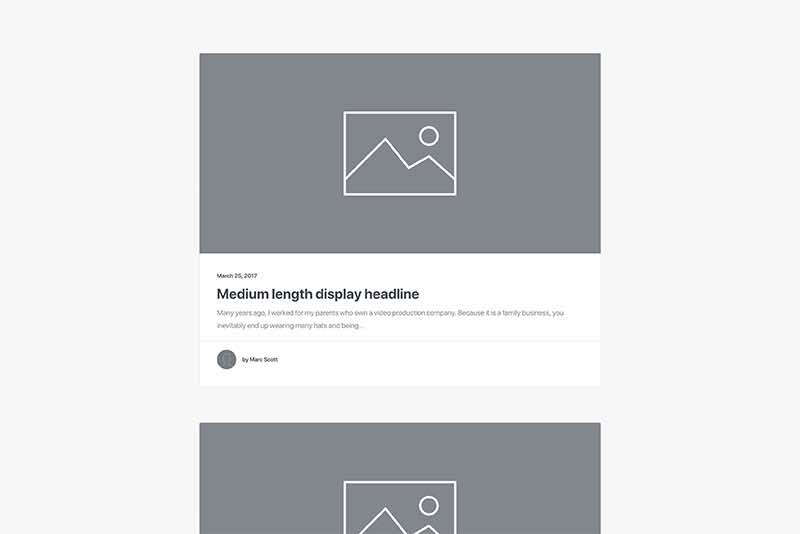 March 25, 2017
Medium length display headline
Many years ago, I worked for my parents who own a video production company. Because it is a family business, you
inevitably end up wearing many hats and being...
by Marc Scott